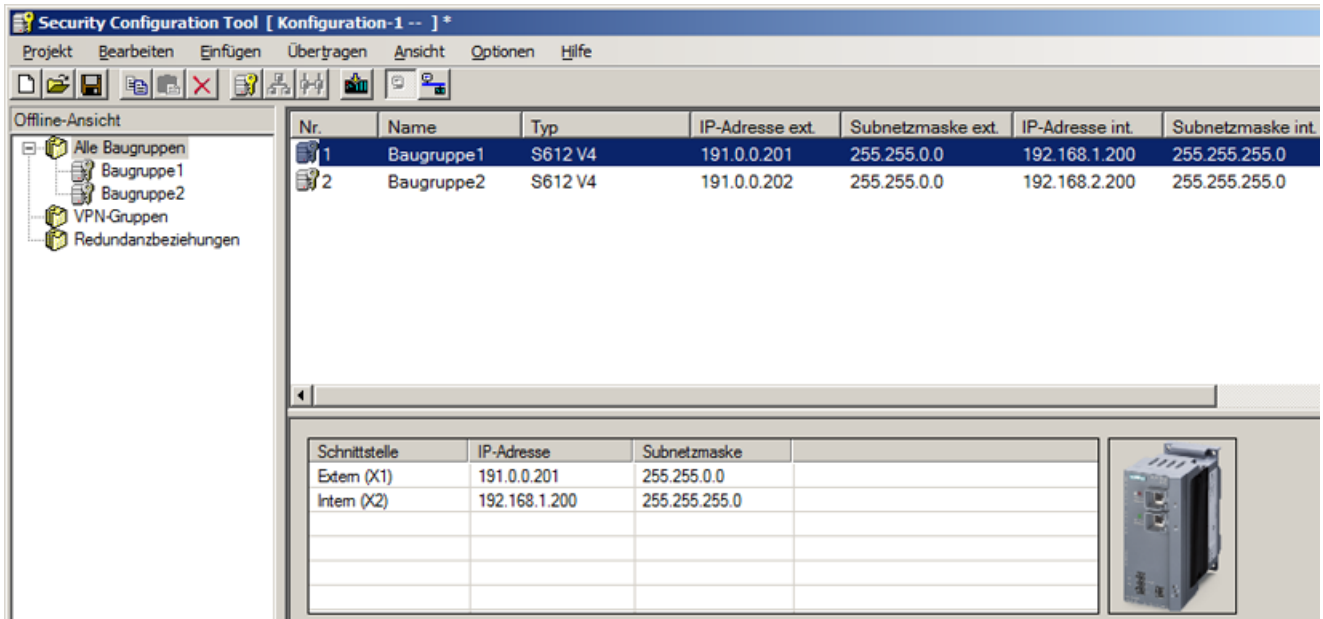 Security Configuration Tool [ Konfiguration-1 -- ] *
Projekt Bearbeiten Einfügen Übertragen Ansicht Optionen Hilfe
Offline-Ansicht
Alle Baugruppen
Baugruppe1
Baugruppe2
VPN-Gruppen
Redundanzbeziehungen
Nr. Name Typ IP-Adresse ext. Subnetzmaske ext. IP-Adresse int. Subnetzmaske int.
1 Baugruppe1 S612 V4 191.0.0.201 255.255.0.0 192.168.1.200 255.255.255.0
2 Baugruppe2 S612 V4 191.0.0.202 255.255.0.0 192.168.2.200 255.255.255.0
Schnittstelle IP-Adresse Subnetzmaske
Extern (X1) 191.0.0.201 255.255.0.0
Intern (X2) 192.168.1.200 255.255.255.0